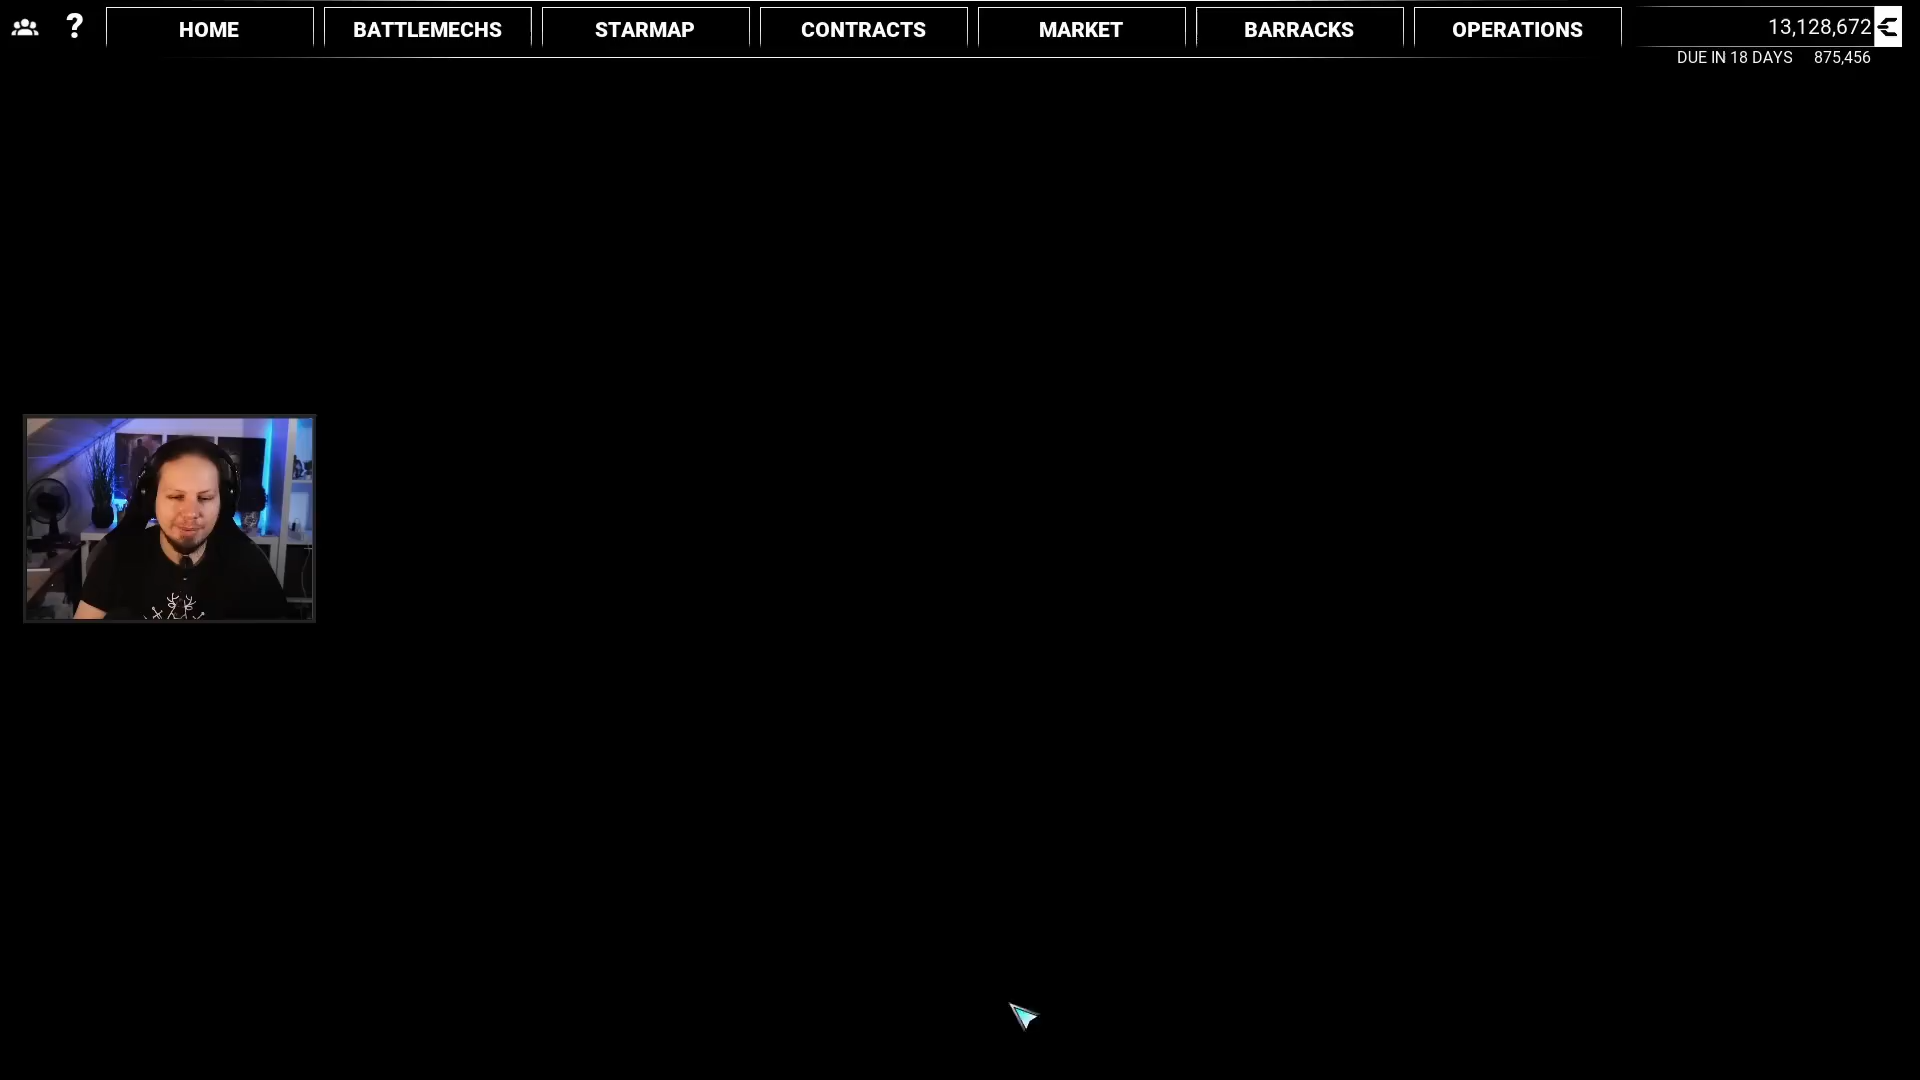 ? HOME BATTLEMECHS STARMAP CONTRACTS MARKET BARRACKS OPERATIONS 13,128,672
DUE IN 18 DAYS 875,456